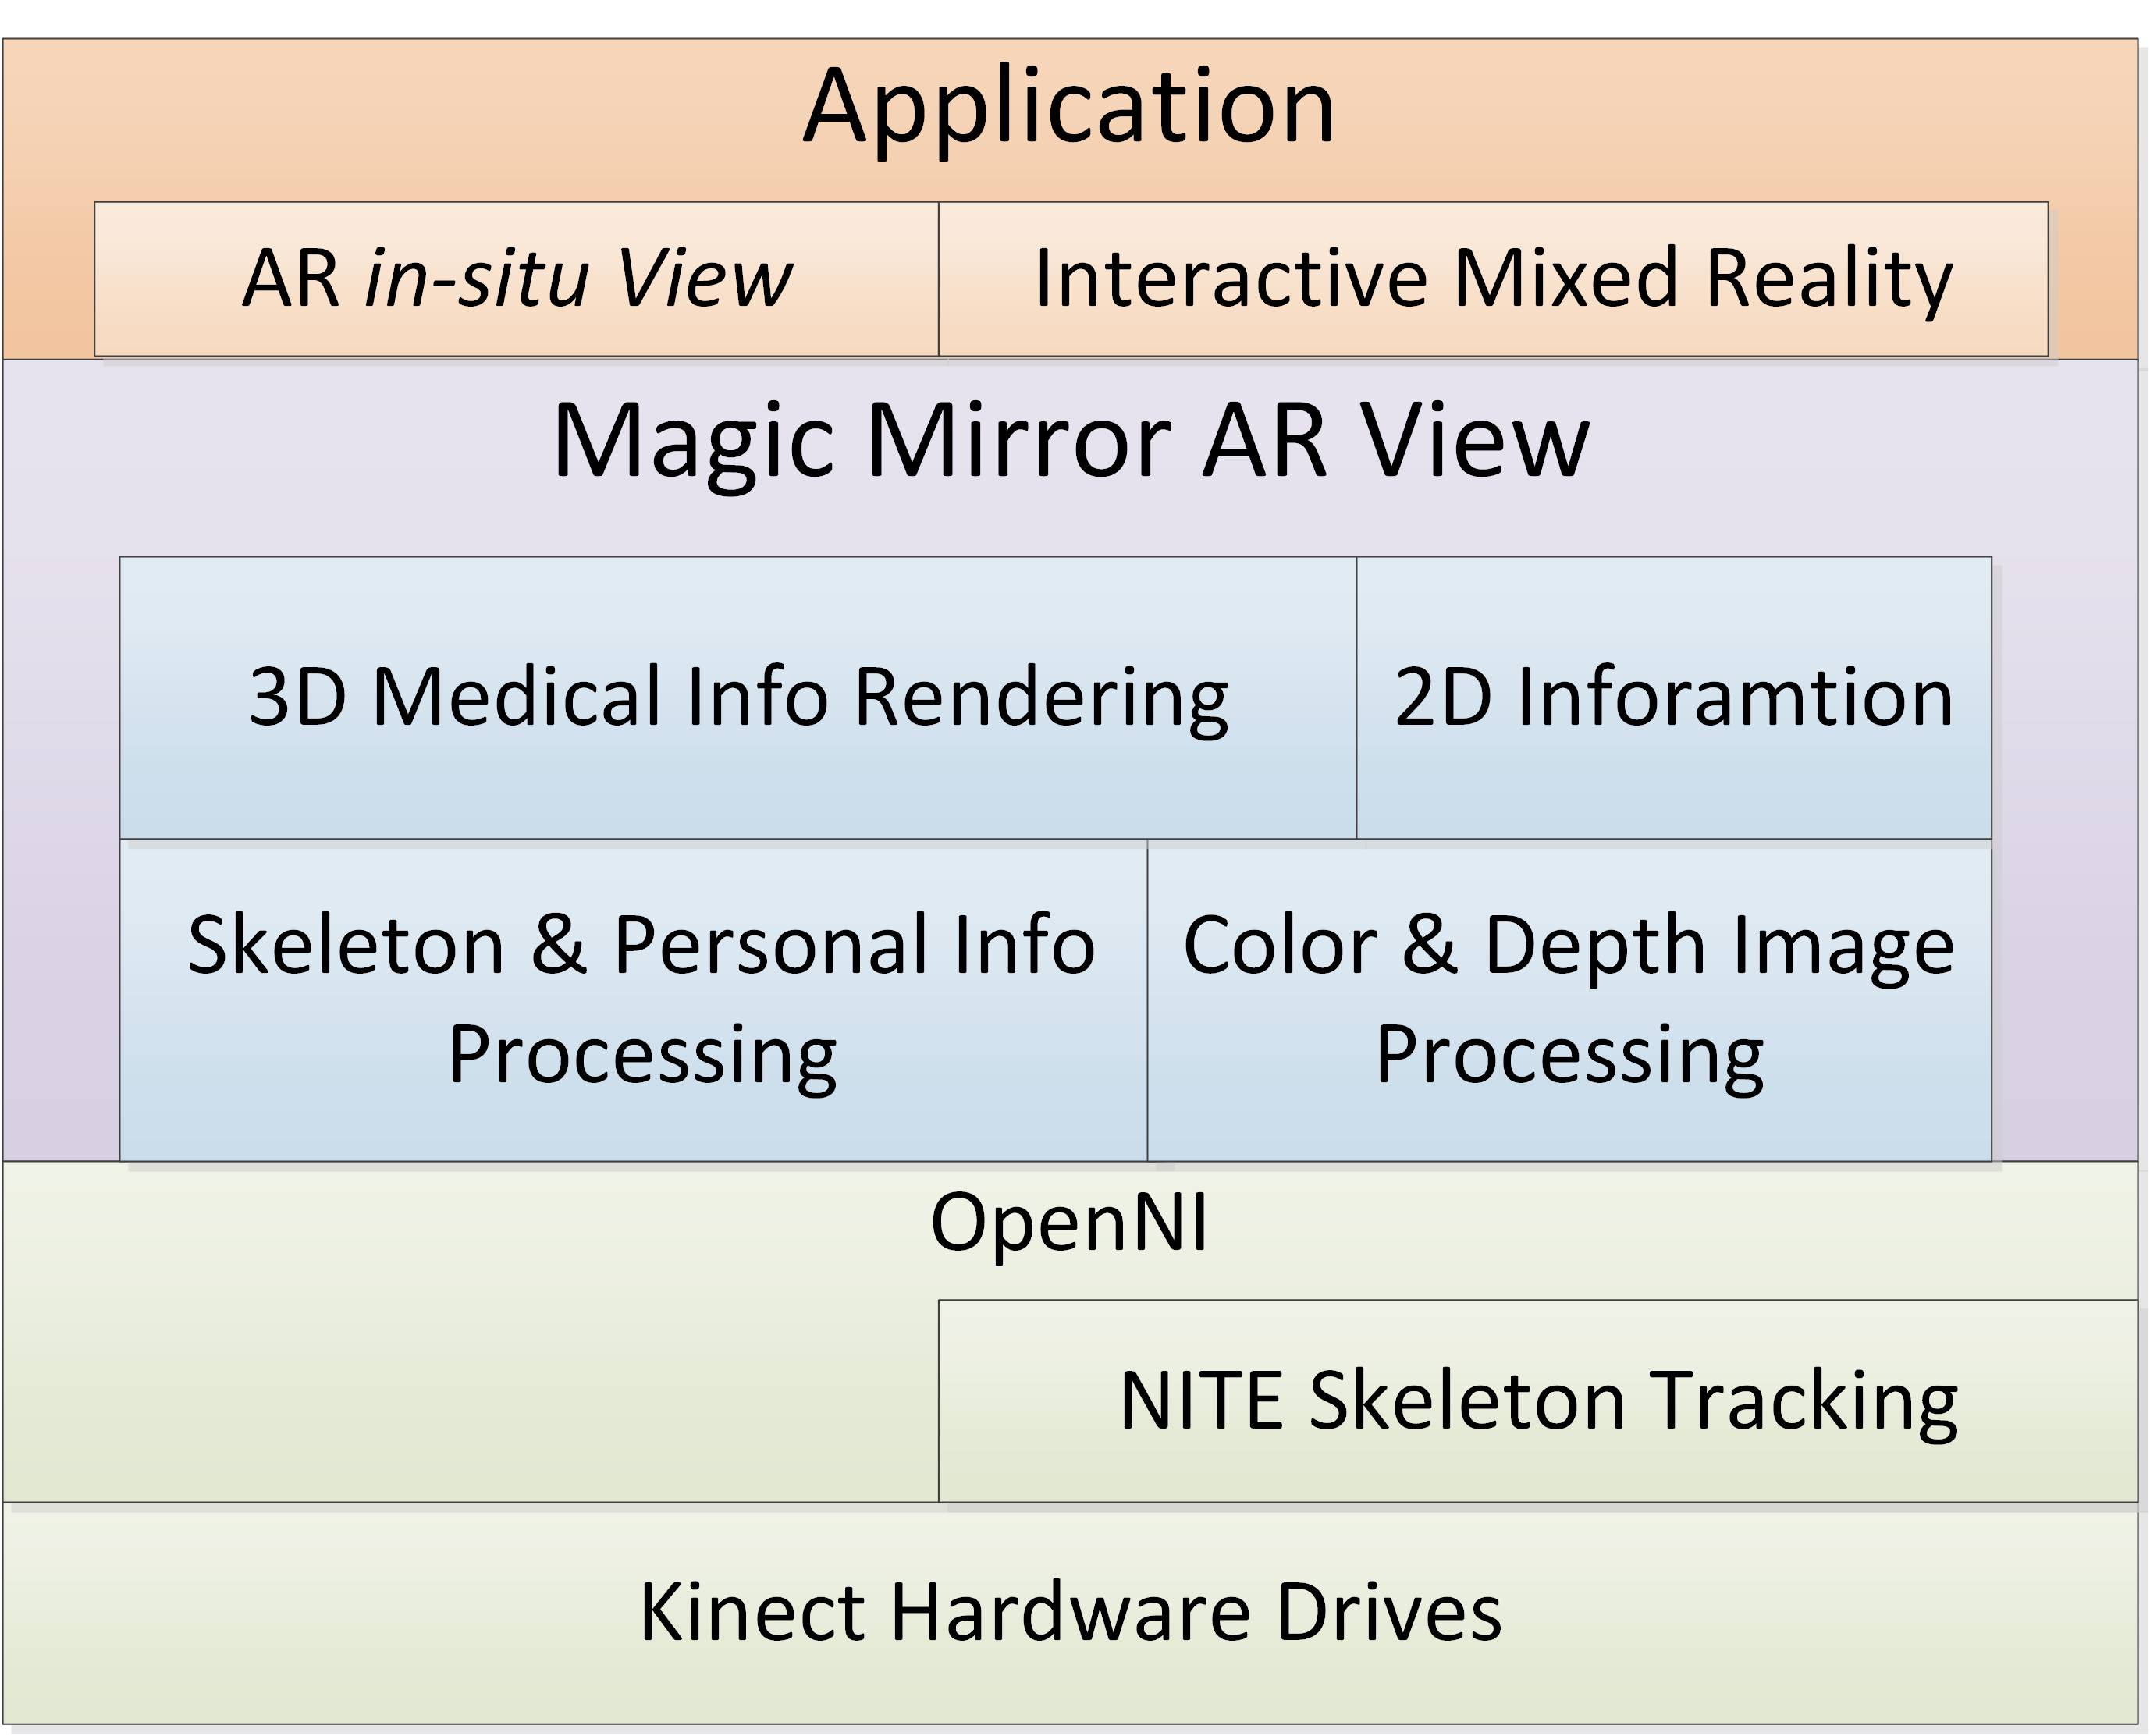 Application
AR in-situ View
Interactive Mixed Reality
Magic Mirror AR View
3D Medical Info Rendering
2D Inforamtion
Skeleton & Personal Info
Processing
Color & Depth Image
Processing
OpenNI
NITE Skeleton Tracking
Kinect Hardware Drives